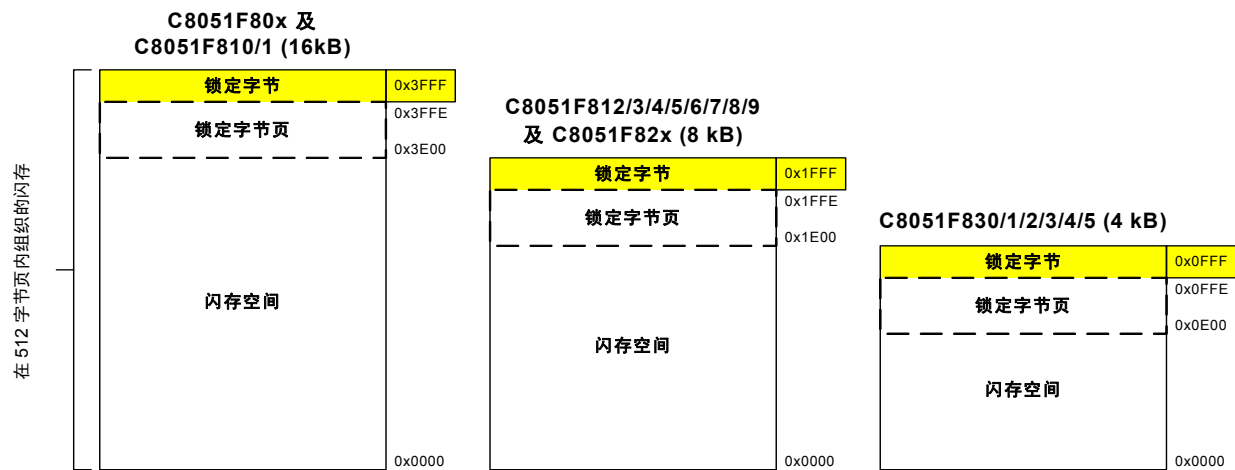 C8051F80x 及
C8051F810/1 (16kB)
锁定字节
0x3FFF
0x3FFE
锁定字节页
0x3E00
闪存空间
0x0000
在 512 字节页内组织的闪存
C8051F812/3/4/5/6/7/8/9
及 C8051F82x (8 kB)
锁定字节
0x1FFF
0x1FFE
锁定字节页
0x1E00
闪存空间
0x0000
C8051F830/1/2/3/4/5 (4 kB)
锁定字节
0x0FFF
0x0FFE
锁定字节页
0x0E00
闪存空间
0x0000